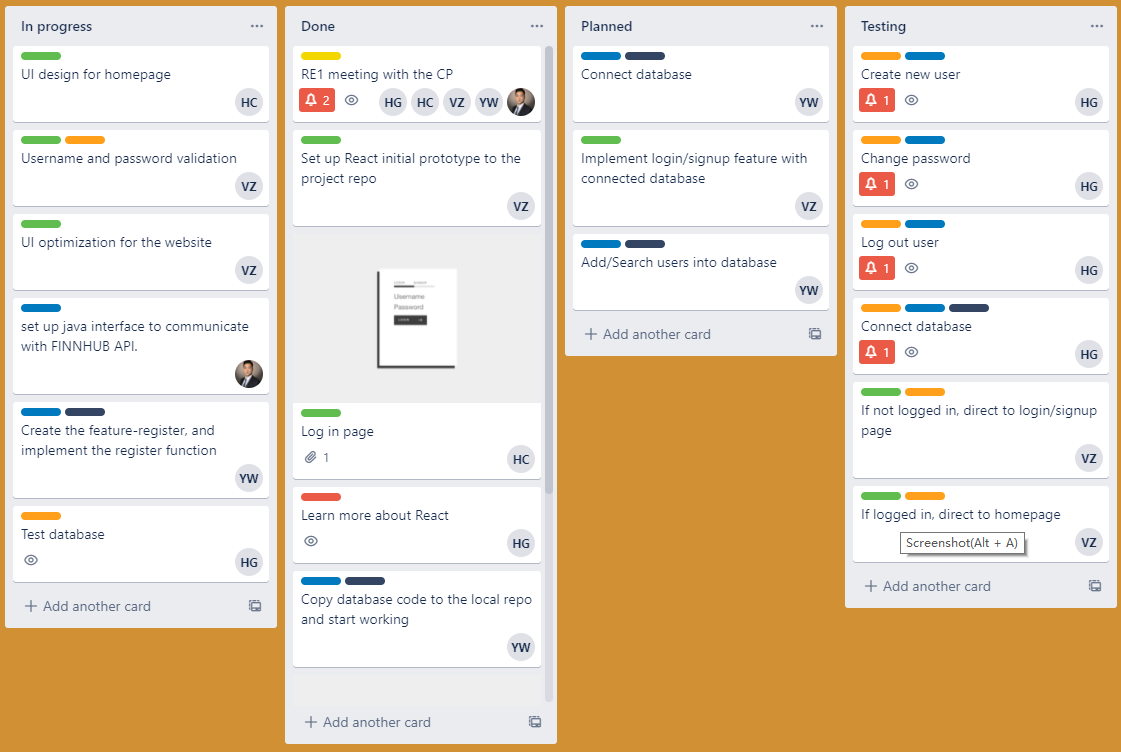 In progress
UI design for homepage
HC
Username and password validation
VZ
UI optimization for the website
VZ
set up java interface to communicate
with FINNHUB API.
Create the feature-register, and
implement the register function
YW
Test database
HG
Add another card
Done
RE1 meeting with the CP
2 HG HC VZ YW
Set up React initial prototype to the
project repo
VZ
Username
Password
Log in page
1 HC
Learn more about React
HG
Copy database code to the local repo
and start working
YW
Add another card
Planned
Connect database
YW
Implement login/signup feature with
connected database
VZ
Add/Search users into database
YW
Add another card
Testing
Create new user
1 HG
Change password
1 HG
Log out user
1 HG
Connect database
1 HG
If not logged in, direct to login/signup
page
VZ
If logged in, direct to homepage
Screenshot(Alt + A)
VZ
Add another card